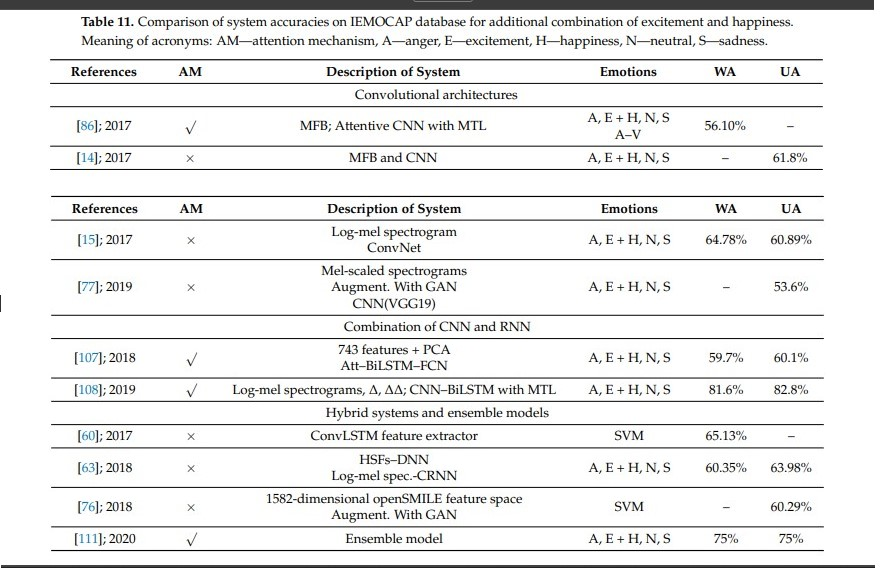 Table 11. Comparison of system accuracies on IEMOCAP database for additional combination of excitement and happiness.
Meaning of acronyms: AM—attention mechanism, A—anger, E—excitement, H—happiness, N—neutral, S—sadness.
References AM Description of System Emotions WA UA
Convolutional architectures
[86]; 2017 √ MFB; Attentive CNN with MTL A, E + H, N, S 56.10% –
A–V
[14]; 2017 × MFB and CNN A, E + H, N, S – 61.8%
References AM Description of System Emotions WA UA
[15]; 2017 × Log-mel spectrogram A, E + H, N, S 64.78% 60.89%
ConvNet
Mel-scaled spectrograms
[77]; 2019 × Augment. With GAN A, E + H, N, S – 53.6%
CNN(VGG19)
Combination of CNN and RNN
[107]; 2018 √ 743 features + PCA A, E + H, N, S 59.7% 60.1%
Att–BiLSTM–FCN
[108]; 2019 √ Log-mel spectrograms, Δ, ΔΔ; CNN–BiLSTM with MTL A, E + H, N, S 81.6% 82.8%
Hybrid systems and ensemble models
[60]; 2017 × ConvLSTM feature extractor SVM 65.13% –
[63]; 2018 × HSFs–DNN A, E + H, N, S 60.35% 63.98%
Log-mel spec.-CRNN
[76]; 2018 × 1582-dimensional openSMILE feature space SVM – 60.29%
Augment. With GAN
[111]; 2020 √ Ensemble model A, E + H, N, S 75% 75%